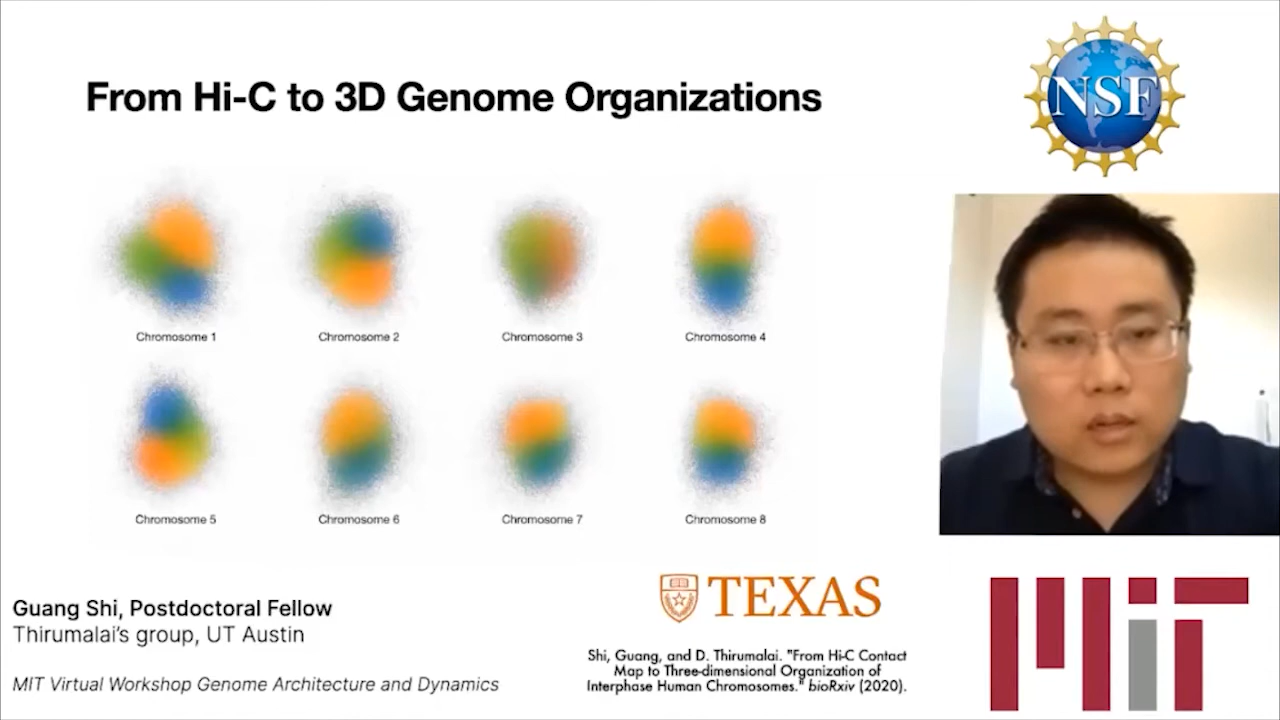 From Hi-C to 3D Genome Organizations
NSF
Chromosome 1
Chromosome 2
Chromosome 3
Chromosome 4
Chromosome 5
Chromosome 6
Chromosome 7
Chromosome 8
Guang Shi, Postdoctoral Fellow
Thirumalai's group, UT Austin
MIT Virtual Workshop Genome Architecture and Dynamics
TEXAS
Shi, Guang, and D. Thirumalai. "From Hi-C Contact
Map to Three-dimensional Organization of
Interphase Human Chromosomes." bioRxiv (2020).
MiT